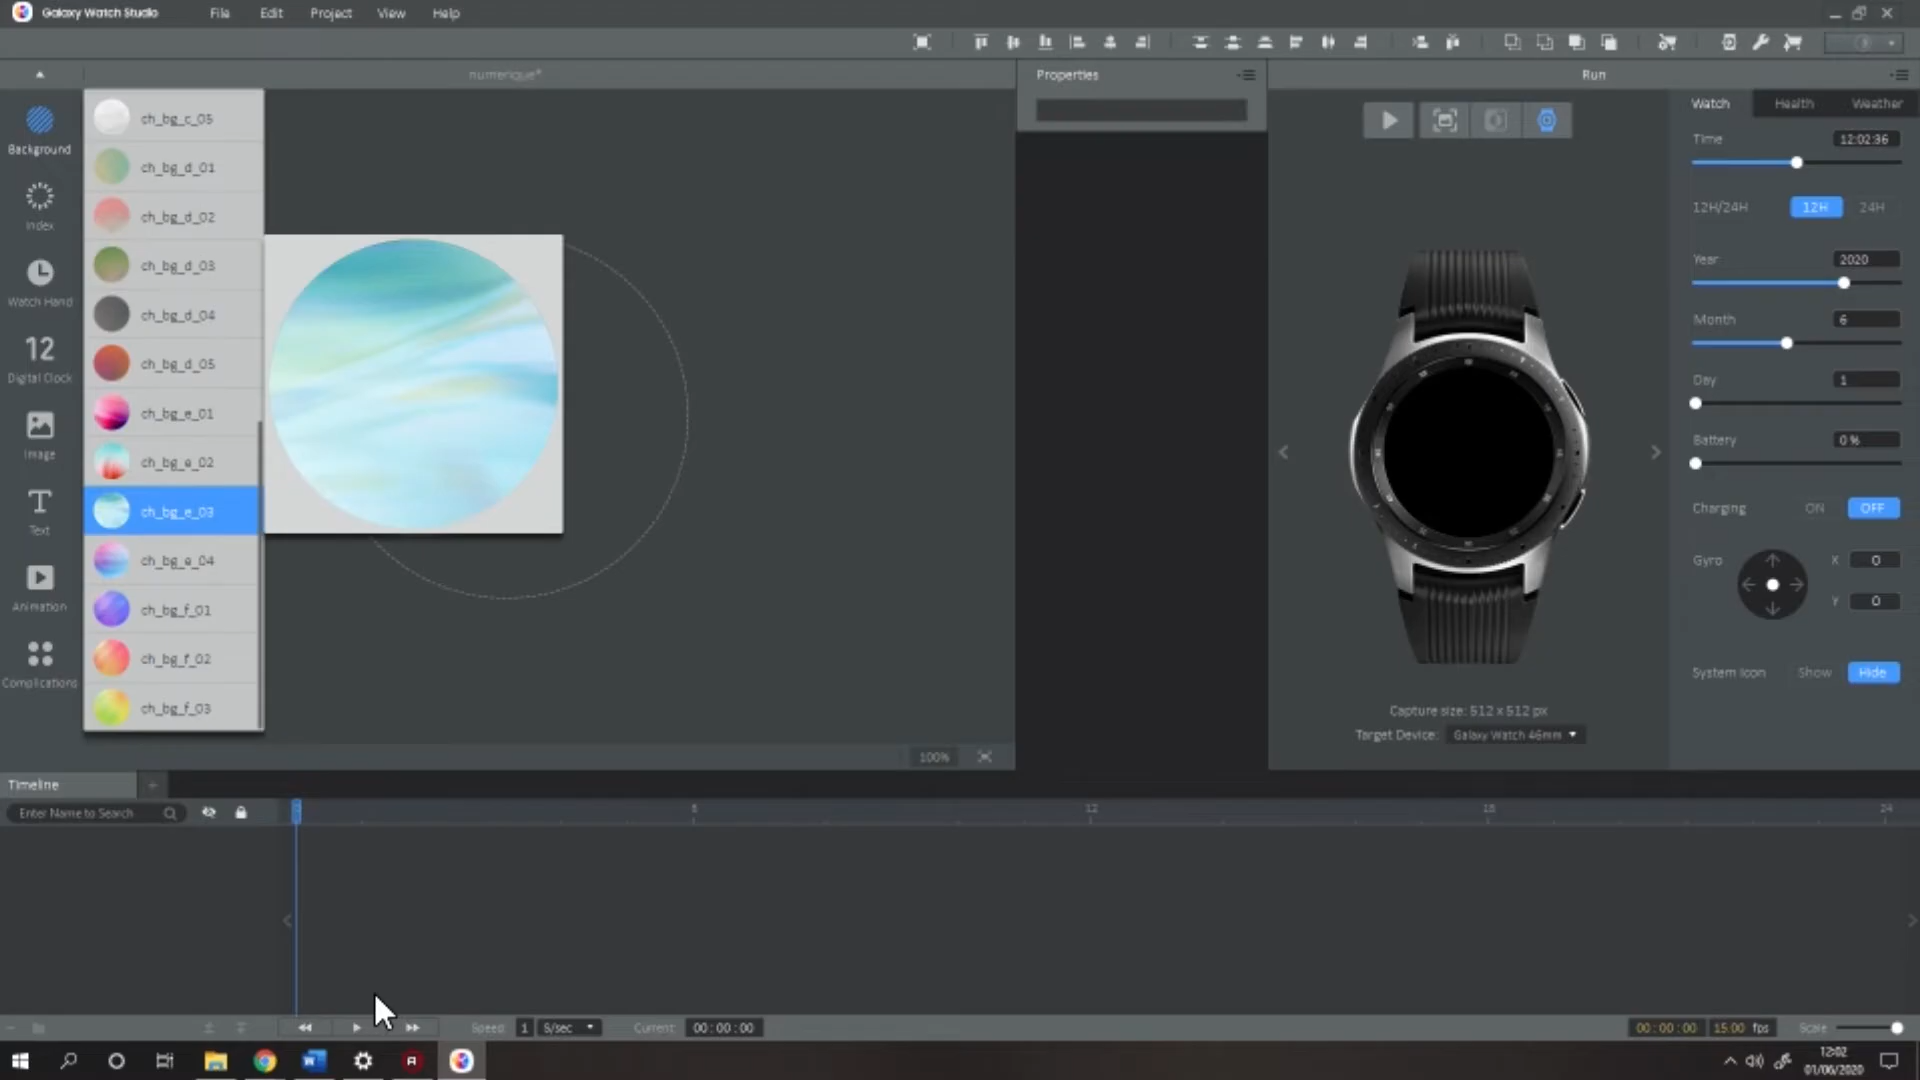 Galaxy Watch Studio File Edit Project View Help
numerique*
Properties
Run
Background
Index
Watch Hand
12
Digital Clock
Image
Text
Animation
Complications
ch_bg_c_05
ch_bg_d_01
ch_bg_d_02
ch_bg_d_03
ch_bg_d_04
ch_bg_d_05
ch_bg_e_01
ch_bg_e_02
ch_bg_e_03
ch_bg_e_04
ch_bg_f_01
ch_bg_f_02
ch_bg_f_03
100%
Watch Health Weather
Time 12:02:36
12H/24H 12H 24H
Year 2020
Month 6
Day 1
Battery 0 %
Charging ON OFF
Gyro X 0
Y 0
System Icon Show Hide
Capture size: 512 x 512 px
Target Device: Galaxy Watch 46mm
Timeline
Enter Name to Search
6 12 18 24
Speed 1 S/sec Current 00:00:00
00:00:00 15.00 fps Scale
12:02
01/06/2020